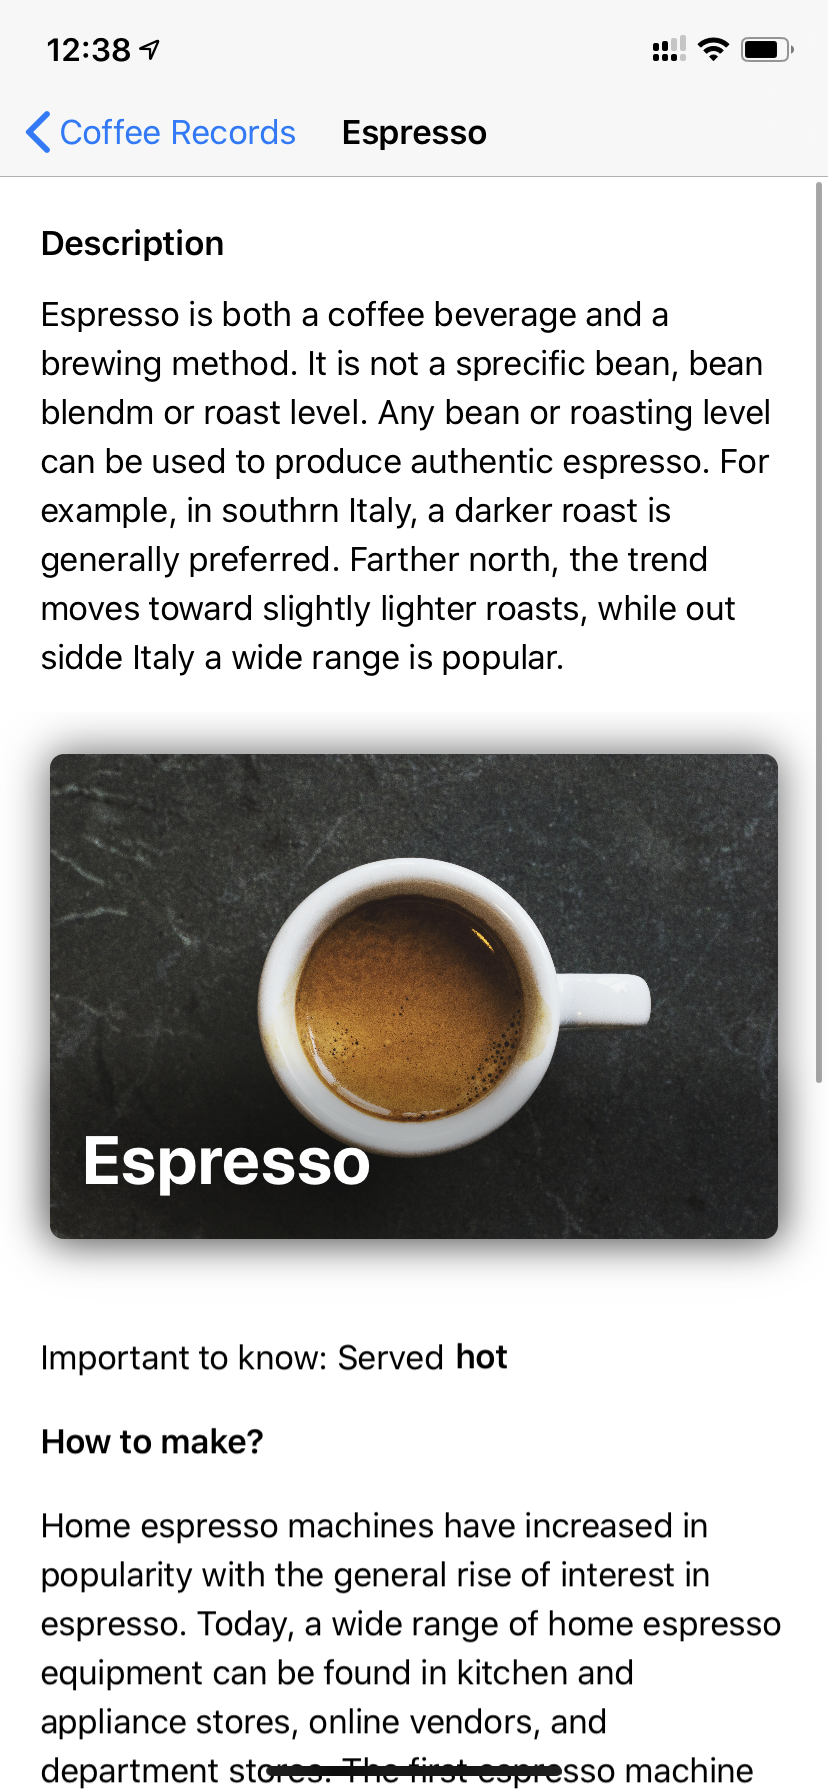 12:38
Coffee Records
Espresso
Description
Espresso is both a coffee beverage and a
brewing method. It is not a sprecific bean, bean
blendm or roast level. Any bean or roasting level
can be used to produce authentic espresso. For
example, in southrn Italy, a darker roast is
generally preferred. Farther north, the trend
moves toward slightly lighter roasts, while out
sidde Italy a wide range is popular.
Espresso
Important to know: Served hot
How to make?
Home espresso machines have increased in
popularity with the general rise of interest in
espresso. Today, a wide range of home espresso
equipment can be found in kitchen and
appliance stores, online vendors, and
department stores. The first espresso machine